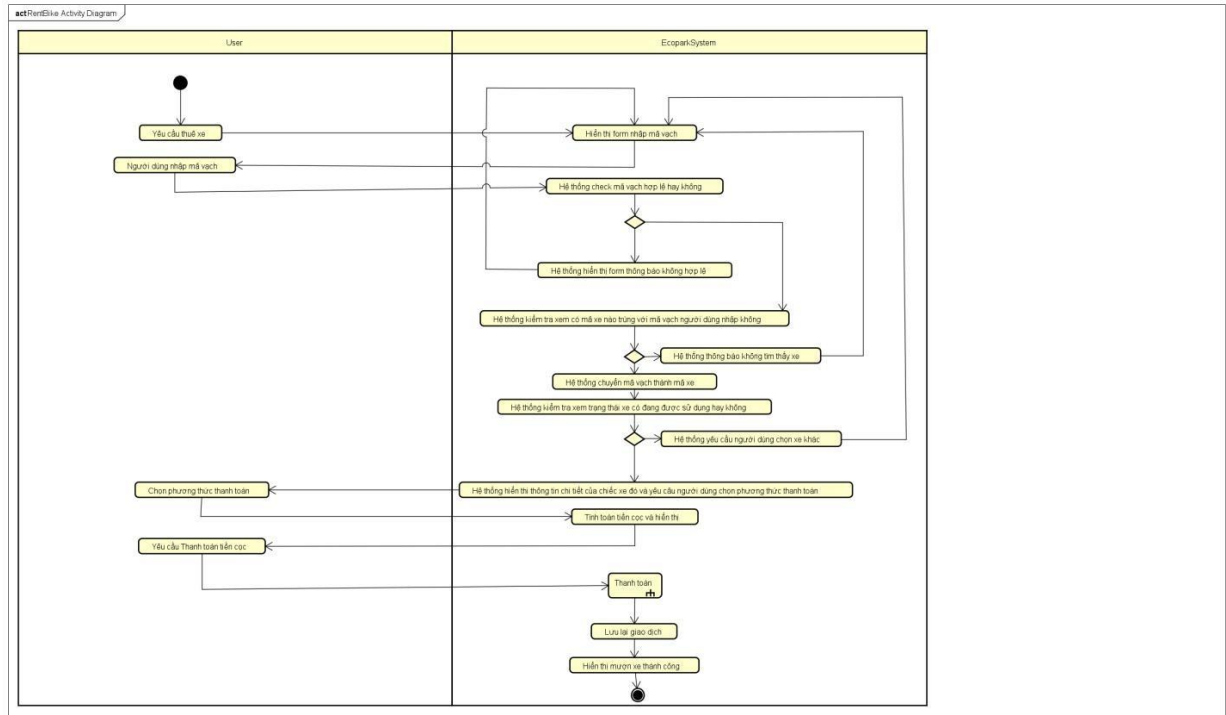 act RentBike Activity Diagram
User
EcoparkSystem
Yêu cầu thuê xe
Hiển thị form nhập mã vạch
Người dùng nhập mã vạch
Hệ thống check mã vạch hợp lệ hay không
Hệ thống hiển thị form thông báo không hợp lệ
Hệ thống kiểm tra xem có mã xe nào trùng với mã vạch người dùng nhập không
Hệ thống thông báo không tìm thấy xe
Hệ thống chuyển mã vạch thành mã xe
Hệ thống kiểm tra xem trạng thái xe có đang được sử dụng hay không
Hệ thống yêu cầu người dùng chọn xe khác
Chọn phương thức thanh toán
Hệ thống hiển thị thông tin chi tiết của chiếc xe đó và yêu cầu người dùng chọn phương thức thanh toán
Tính toán tiền cọc và hiển thị
Yêu cầu Thanh toán tiền cọc
Thanh toán
Lưu lại giao dịch
Hiển thị mượn xe thành công